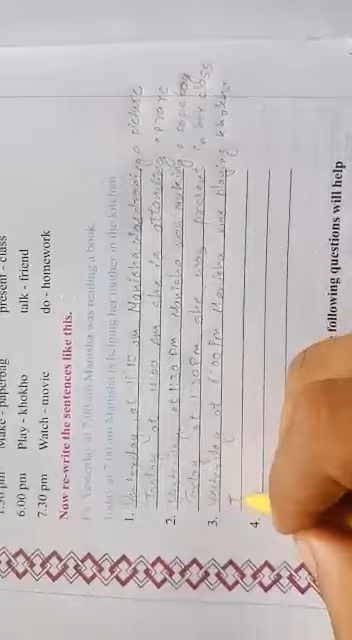 1.30 pm Make - paperbag present - class
6.00 pm Play - khokho talk - friend
7.30 pm Watch - movie do - homework
Now re-write the sentences like this.
Yesterday at 7.00 am Manisha was reading a book.
Today at 7.00 am Manisha is helping her mother in the kitchen
1. Yesterday at 11.15 am Manisha was drawing a picture
Today at 11.00 am she is attending
2. Yesterday at 1.30 pm Manisha was making a paperbag
Today at 1.30 pm she was present in her class
3. Yesterday at 6.00 pm Manisha was playing khokho
T
4.
following questions will help